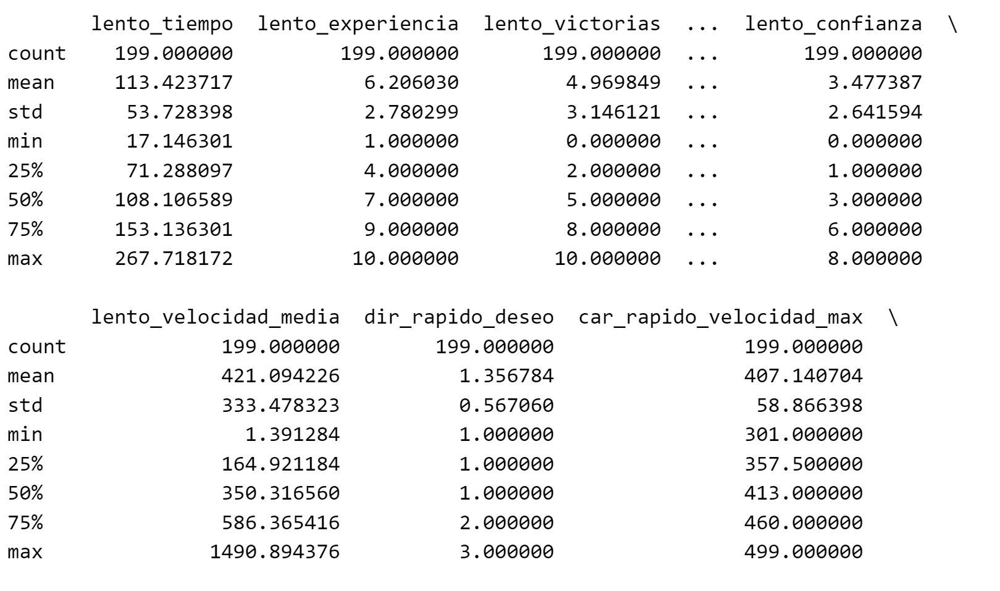 lento_tiempo lento_experiencia lento_victorias ... lento_confianza \
count 199.000000 199.000000 199.000000 ... 199.000000
mean 113.423717 6.206030 4.969849 ... 3.477387
std 53.728398 2.780299 3.146121 ... 2.641594
min 17.146301 1.000000 0.000000 ... 0.000000
25% 71.288097 4.000000 2.000000 ... 1.000000
50% 108.106589 7.000000 5.000000 ... 3.000000
75% 153.136301 9.000000 8.000000 ... 6.000000
max 267.718172 10.000000 10.000000 ... 8.000000
lento_velocidad_media dir_rapido_deseo car_rapido_velocidad_max \
count 199.000000 199.000000 199.000000
mean 421.094226 1.356784 407.140704
std 333.478323 0.567060 58.866398
min 1.391284 1.000000 301.000000
25% 164.921184 1.000000 357.500000
50% 350.316560 1.000000 413.000000
75% 586.365416 2.000000 460.000000
max 1490.894376 3.000000 499.000000